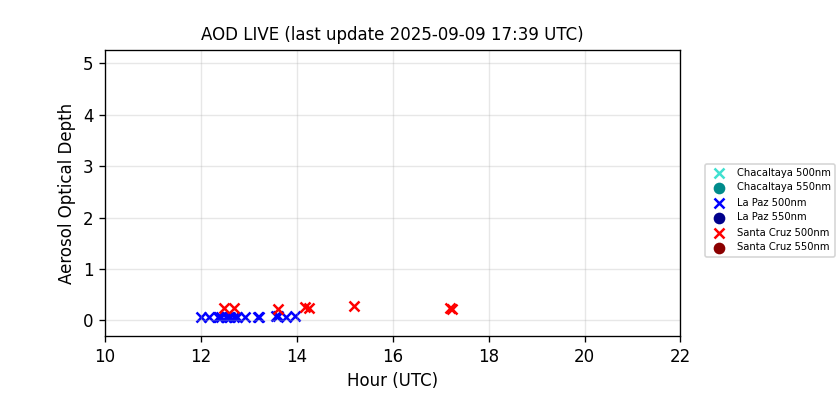 AOD LIVE (last update 2025-09-09 17:39 UTC)
5
4
3
2
1
0
Aerosol Optical Depth
10 12 14 16 18 20 22
Hour (UTC)
Chacaltaya 500nm
Chacaltaya 550nm
La Paz 500nm
La Paz 550nm
Santa Cruz 500nm
Santa Cruz 550nm